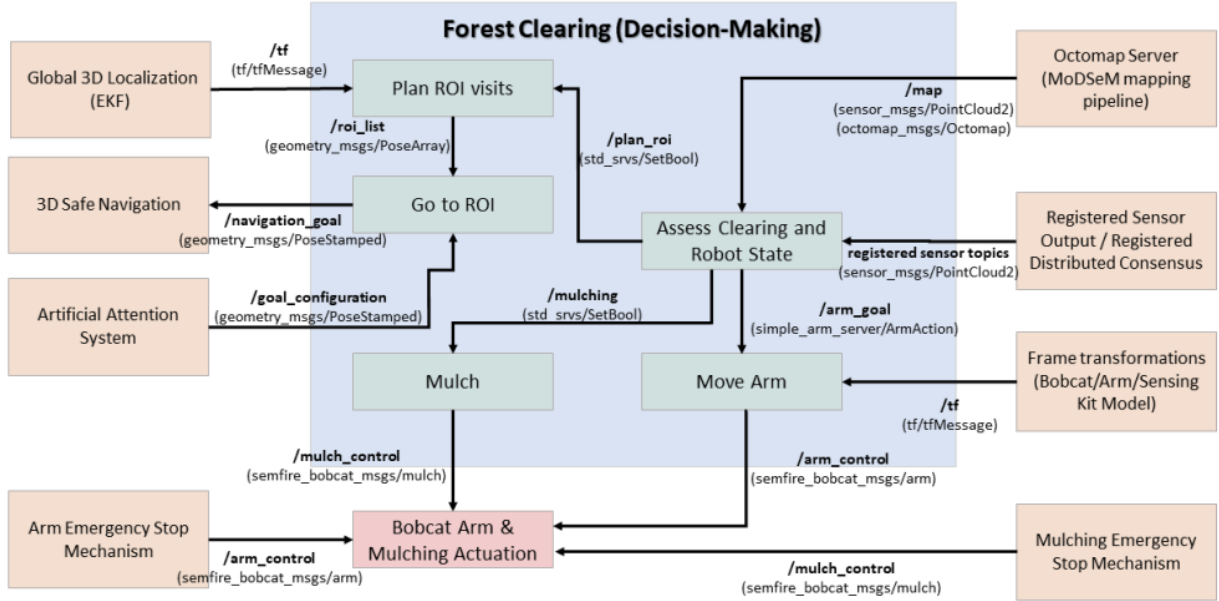 Forest Clearing (Decision-Making)
Global 3D Localization
(EKF)
/tf
(tf/tfMessage)
Plan ROI visits
/roi_list
(geometry_msgs/PoseArray)
/plan_roi
(std_srvs/SetBool)
/map
(sensor_msgs/PointCloud2)
(octomap_msgs/Octomap)
Octomap Server
(MoDSeM mapping
pipeline)
3D Safe Navigation
/navigation_goal
(geometry_msgs/PoseStamped)
Go to ROI
Assess Clearing and
Robot State
registered sensor topics
(sensor_msgs/PointCloud2)
Registered Sensor
Output / Registered
Distributed Consensus
Artificial Attention
System
/goal_configuration
(geometry_msgs/PoseStamped)
/mulching
(std_srvs/SetBool)
/arm_goal
(simple_arm_server/ArmAction)
Mulch
Move Arm
/tf
(tf/tfMessage)
Frame transformations
(Bobcat/Arm/Sensing
Kit Model)
/mulch_control
(semfire_bobcat_msgs/mulch)
/arm_control
(semfire_bobcat_msgs/arm)
Arm Emergency Stop
Mechanism
/arm_control
(semfire_bobcat_msgs/arm)
Bobcat Arm &
Mulching Actuation
/mulch_control
(semfire_bobcat_msgs/mulch)
Mulching Emergency
Stop Mechanism